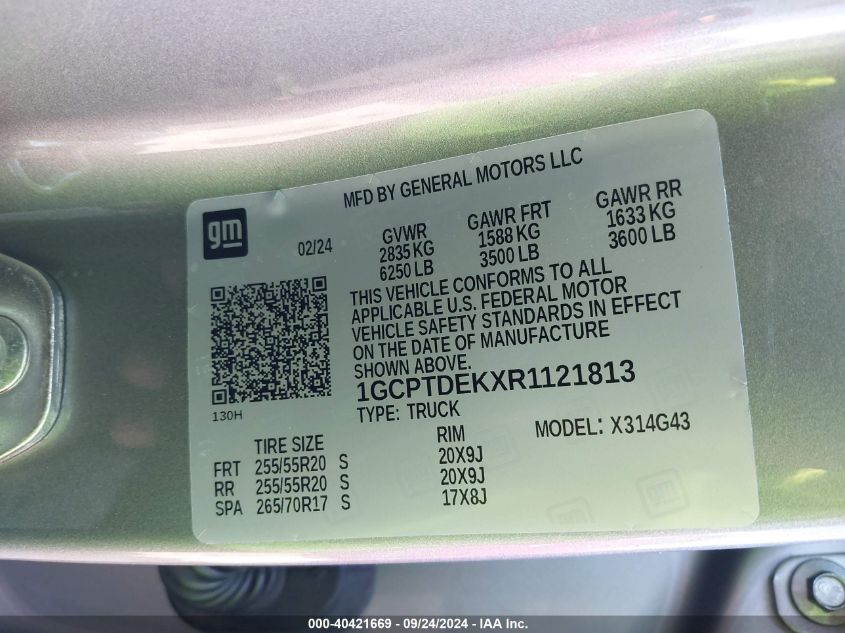 MFD BY GENERAL MOTORS LLC
gm
02/24
GVWR
2835 KG
6250 LB
GAWR FRT
1588 KG
3500 LB
GAWR RR
1633 KG
3600 LB
THIS VEHICLE CONFORMS TO ALL
APPLICABLE U.S. FEDERAL MOTOR
VEHICLE SAFETY STANDARDS IN EFFECT
ON THE DATE OF MANUFACTURE
SHOWN ABOVE.
1GCPTDEKXR1121813
130H
TYPE: TRUCK
MODEL: X314G43
TIRE SIZE RIM
FRT 255/55R20 S 20X9J
RR 255/55R20 S 20X9J
SPA 265/70R17 S 17X8J
gm
000-40421669 / 09/24/2024 - IAA Inc.